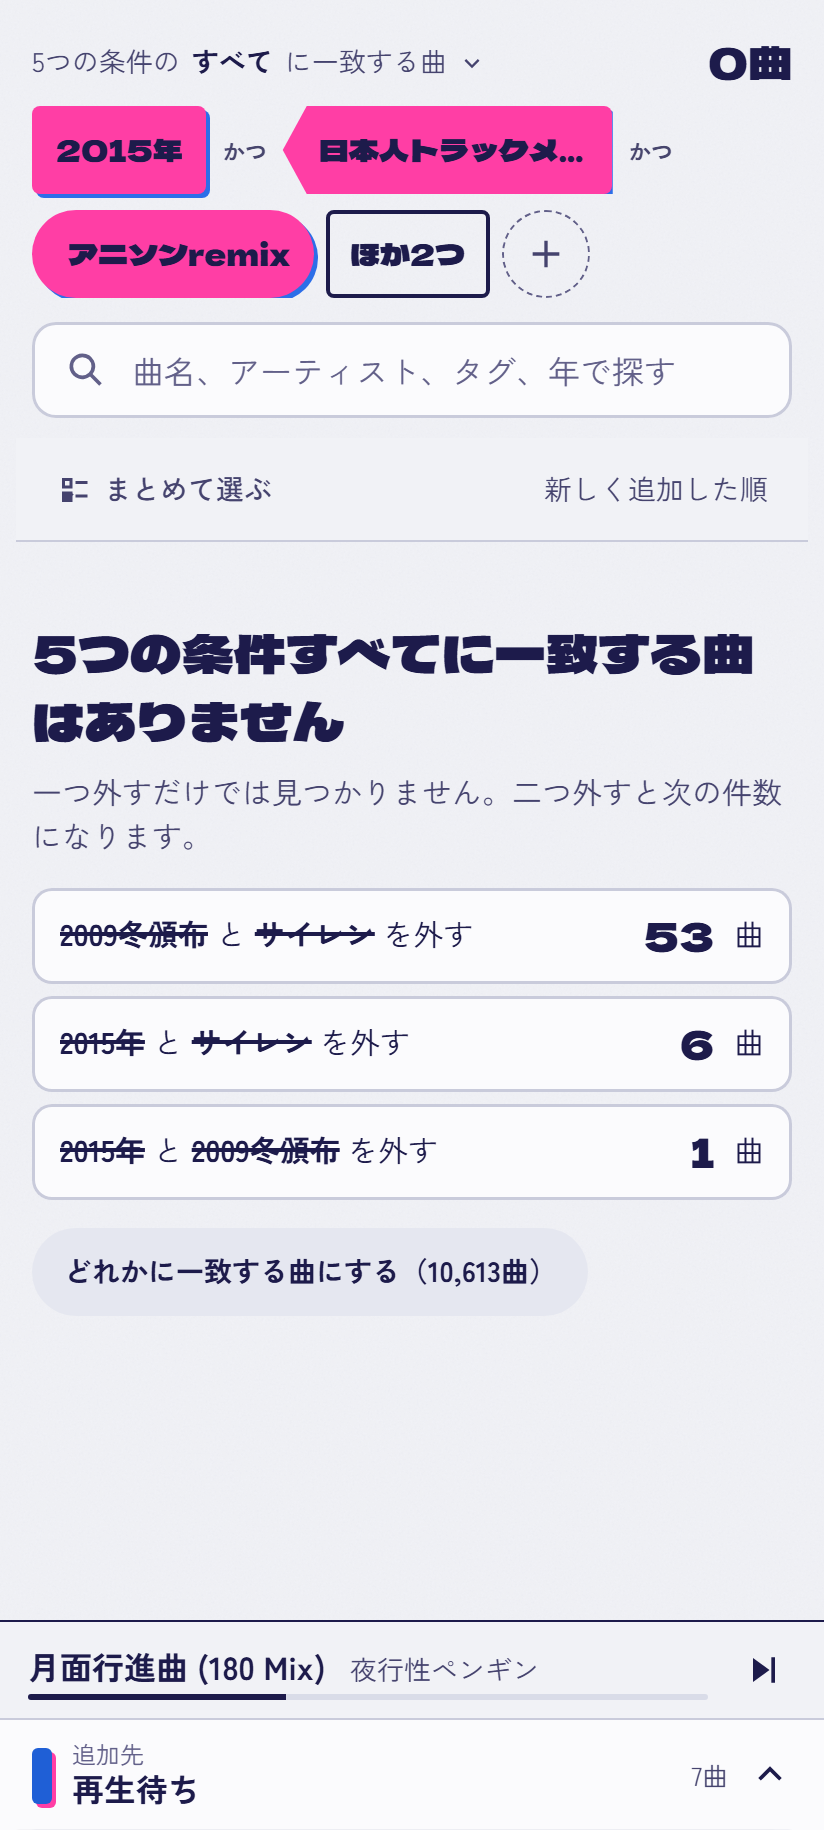 5つの条件の すべて に一致する曲 0曲
2015年 かつ 日本人トラックメ... かつ
アニソンremix ほか2つ +
曲名、アーティスト、タグ、年で探す
まとめて選ぶ 新しく追加した順
5つの条件すべてに一致する曲
はありません
一つ外すだけでは見つかりません。二つ外すと次の件数
になります。
2009冬頒布 と サイレン を外す 53 曲
2015年 と サイレン を外す 6 曲
2015年 と 2009冬頒布 を外す 1 曲
どれかに一致する曲にする（10,613曲）
月面行進曲 (180 Mix) 夜行性ペンギン
追加先
再生待ち 7曲